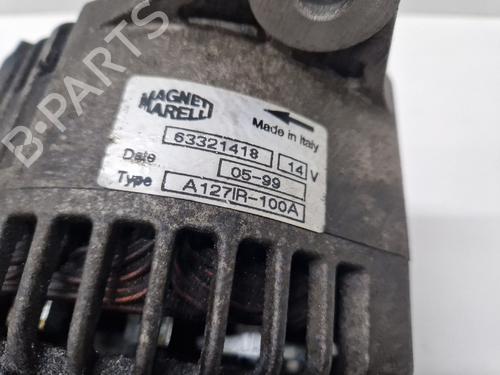 B-PARTS
MAGNETI
MARELLI
Made in Italy
63321418 14 V
Date 05-99
Type A127IR-100A